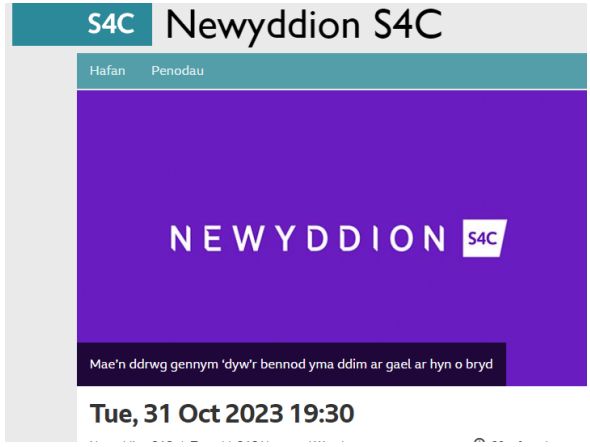 S4C Newyddion S4C
Hafan Penodau
NEWYDDION S4C
Mae'n ddrwg gennym 'dyw'r bennod yma ddim ar gael ar hyn o bryd
Tue, 31 Oct 2023 19:30